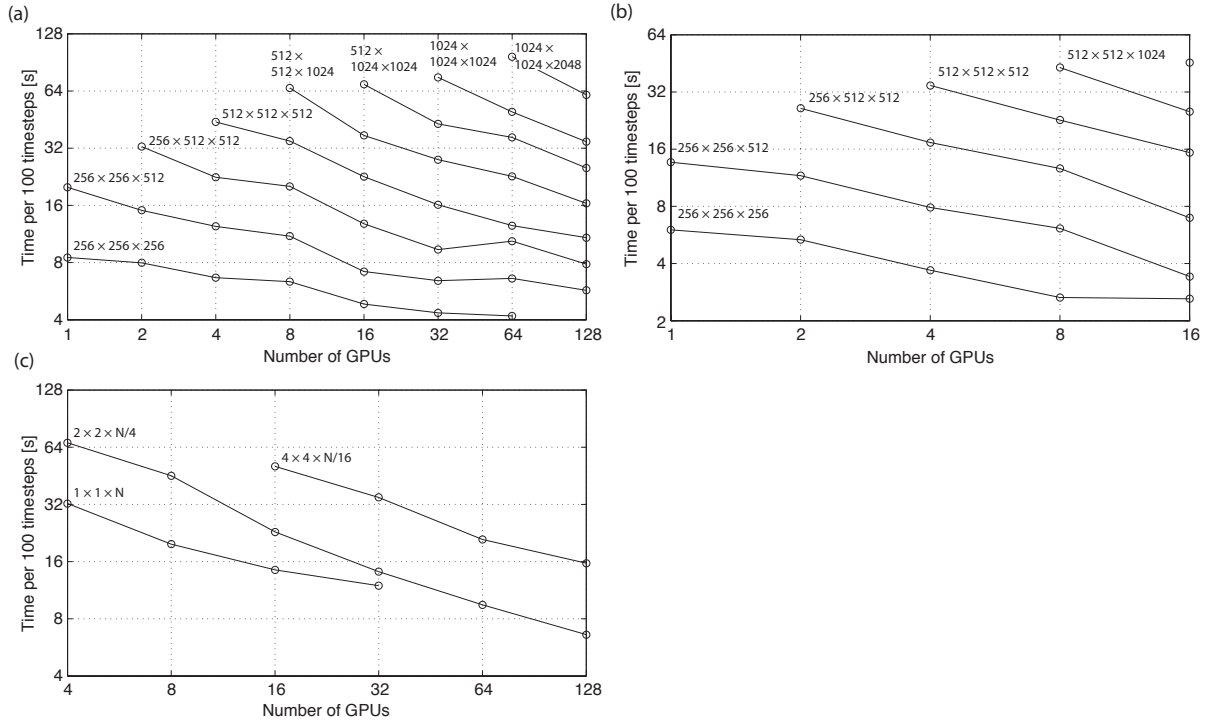 (a)
Time per 100 timesteps [s]
128
64
32
16
8
4
1
2
4
8
16
32
64
128
Number of GPUs
256 × 256 × 256
256 × 256 × 512
256 × 512 × 512
512 × 512 × 512
512 ×
512 × 1024
512 ×
1024 ×1024
1024 ×
1024 ×1024
1024 ×
1024 ×2048
(b)
Time per 100 timesteps [s]
64
32
16
8
4
2
1
2
4
8
16
Number of GPUs
256 × 256 × 256
256 × 256 × 512
256 × 512 × 512
512 × 512 × 512
512 × 512 × 1024
(c)
Time per 100 timesteps [s]
128
64
32
16
8
4
4
8
16
32
64
128
Number of GPUs
2 × 2 × N/4
1 × 1 × N
4 × 4 × N/16